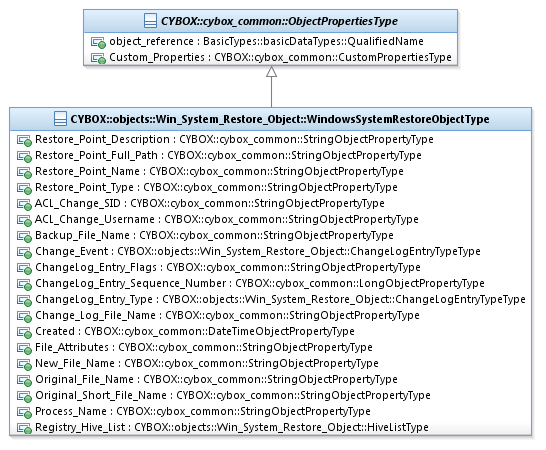 CYBOX::cybox_common::ObjectPropertiesType
object_reference : BasicTypes::basicDataTypes::QualifiedName
Custom_Properties : CYBOX::cybox_common::CustomPropertiesType
CYBOX::objects::Win_System_Restore_Object::WindowsSystemRestoreObjectType
Restore_Point_Description : CYBOX::cybox_common::StringObjectPropertyType
Restore_Point_Full_Path : CYBOX::cybox_common::StringObjectPropertyType
Restore_Point_Name : CYBOX::cybox_common::StringObjectPropertyType
Restore_Point_Type : CYBOX::cybox_common::StringObjectPropertyType
ACL_Change_SID : CYBOX::cybox_common::StringObjectPropertyType
ACL_Change_Username : CYBOX::cybox_common::StringObjectPropertyType
Backup_File_Name : CYBOX::cybox_common::StringObjectPropertyType
Change_Event : CYBOX::objects::Win_System_Restore_Object::ChangeLogEntryTypeType
ChangeLog_Entry_Flags : CYBOX::cybox_common::StringObjectPropertyType
ChangeLog_Entry_Sequence_Number : CYBOX::cybox_common::LongObjectPropertyType
ChangeLog_Entry_Type : CYBOX::objects::Win_System_Restore_Object::ChangeLogEntryTypeType
Change_Log_File_Name : CYBOX::cybox_common::StringObjectPropertyType
Created : CYBOX::cybox_common::DateTimeObjectPropertyType
File_Attributes : CYBOX::cybox_common::StringObjectPropertyType
New_File_Name : CYBOX::cybox_common::StringObjectPropertyType
Original_File_Name : CYBOX::cybox_common::StringObjectPropertyType
Original_Short_File_Name : CYBOX::cybox_common::StringObjectPropertyType
Process_Name : CYBOX::cybox_common::StringObjectPropertyType
Registry_Hive_List : CYBOX::objects::Win_System_Restore_Object::HiveListType